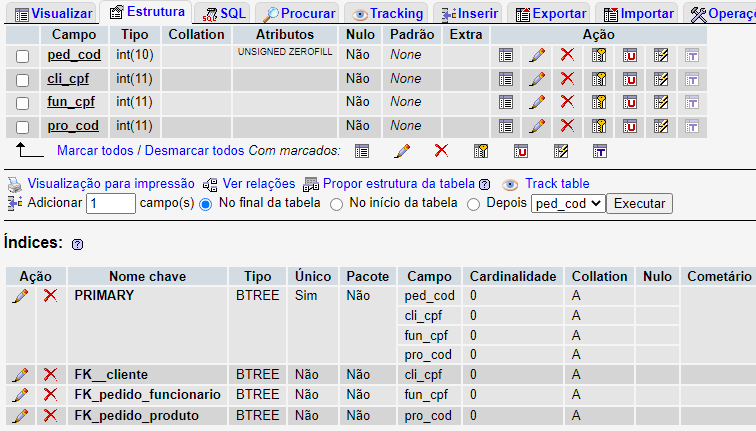 Visualizar Estrutura SQL Procurar Tracking Inserir Exportar Importar Operaçõ
Campo Tipo Collation Atributos Nulo Padrão Extra Ação
ped_cod int(10) UNSIGNED ZEROFILL Não None
cli_cpf int(11) Não None
fun_cpf int(11) Não None
pro_cod int(11) Não None
Marcar todos / Desmarcar todos Com marcados:
Visualização para impressão Ver relações Propor estrutura da tabela Track table
Adicionar 1 campo(s) No final da tabela No início da tabela Depois ped_cod Executar
Índices:
Ação Nome chave Tipo Único Pacote Campo Cardinalidade Collation Nulo Cometário
PRIMARY BTREE Sim Não ped_cod 0 A
cli_cpf 0 A
fun_cpf 0 A
pro_cod 0 A
FK__cliente BTREE Não Não cli_cpf 0 A
FK_pedido_funcionario BTREE Não Não fun_cpf 0 A
FK_pedido_produto BTREE Não Não pro_cod 0 A